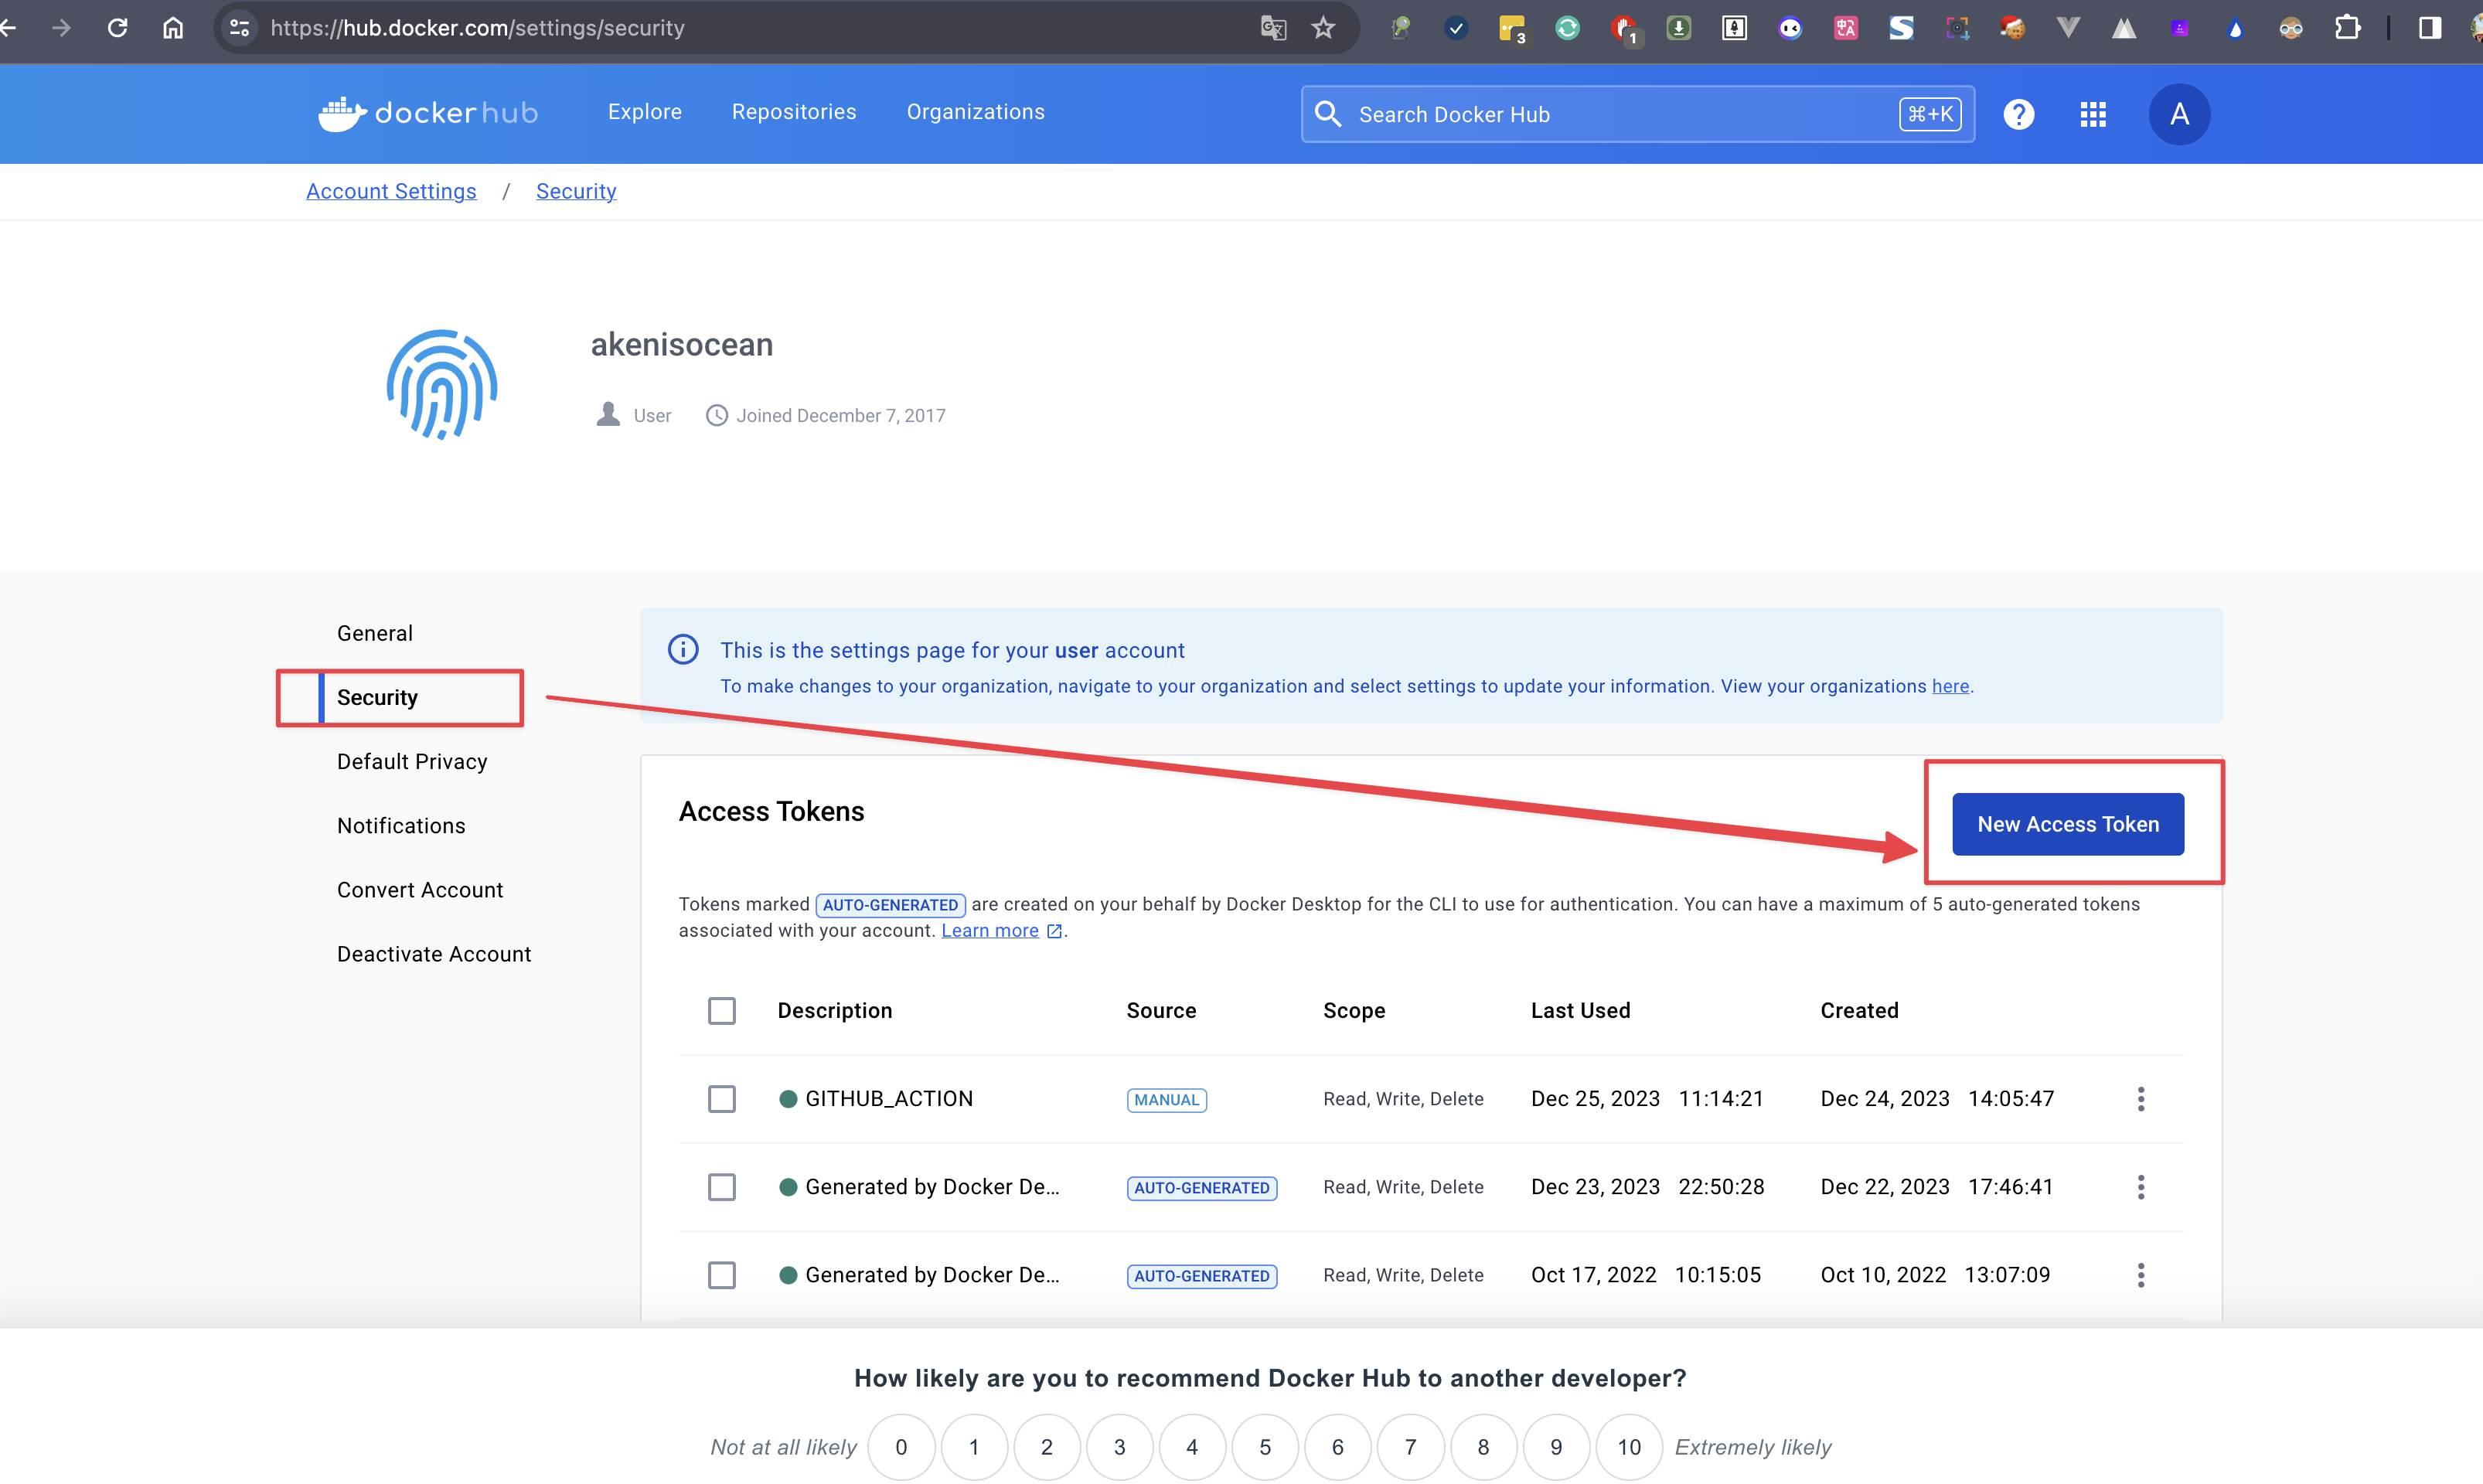 https://hub.docker.com/settings/security
3
1
dockerhub
Explore
Repositories
Organizations
Search Docker Hub
⌘+K
?
A
Account Settings / Security
akenisocean
User
Joined December 7, 2017
General
Security
Default Privacy
Notifications
Convert Account
Deactivate Account
This is the settings page for your user account
To make changes to your organization, navigate to your organization and select settings to update your information. View your organizations here.
Access Tokens
New Access Token
Tokens marked AUTO-GENERATED are created on your behalf by Docker Desktop for the CLI to use for authentication. You can have a maximum of 5 auto-generated tokens
associated with your account. Learn more.
Description Source Scope Last Used Created
GITHUB_ACTION MANUAL Read, Write, Delete Dec 25, 2023 11:14:21 Dec 24, 2023 14:05:47
Generated by Docker De... AUTO-GENERATED Read, Write, Delete Dec 23, 2023 22:50:28 Dec 22, 2023 17:46:41
Generated by Docker De... AUTO-GENERATED Read, Write, Delete Oct 17, 2022 10:15:05 Oct 10, 2022 13:07:09
How likely are you to recommend Docker Hub to another developer?
Not at all likely 0 1 2 3 4 5 6 7 8 9 10 Extremely likely